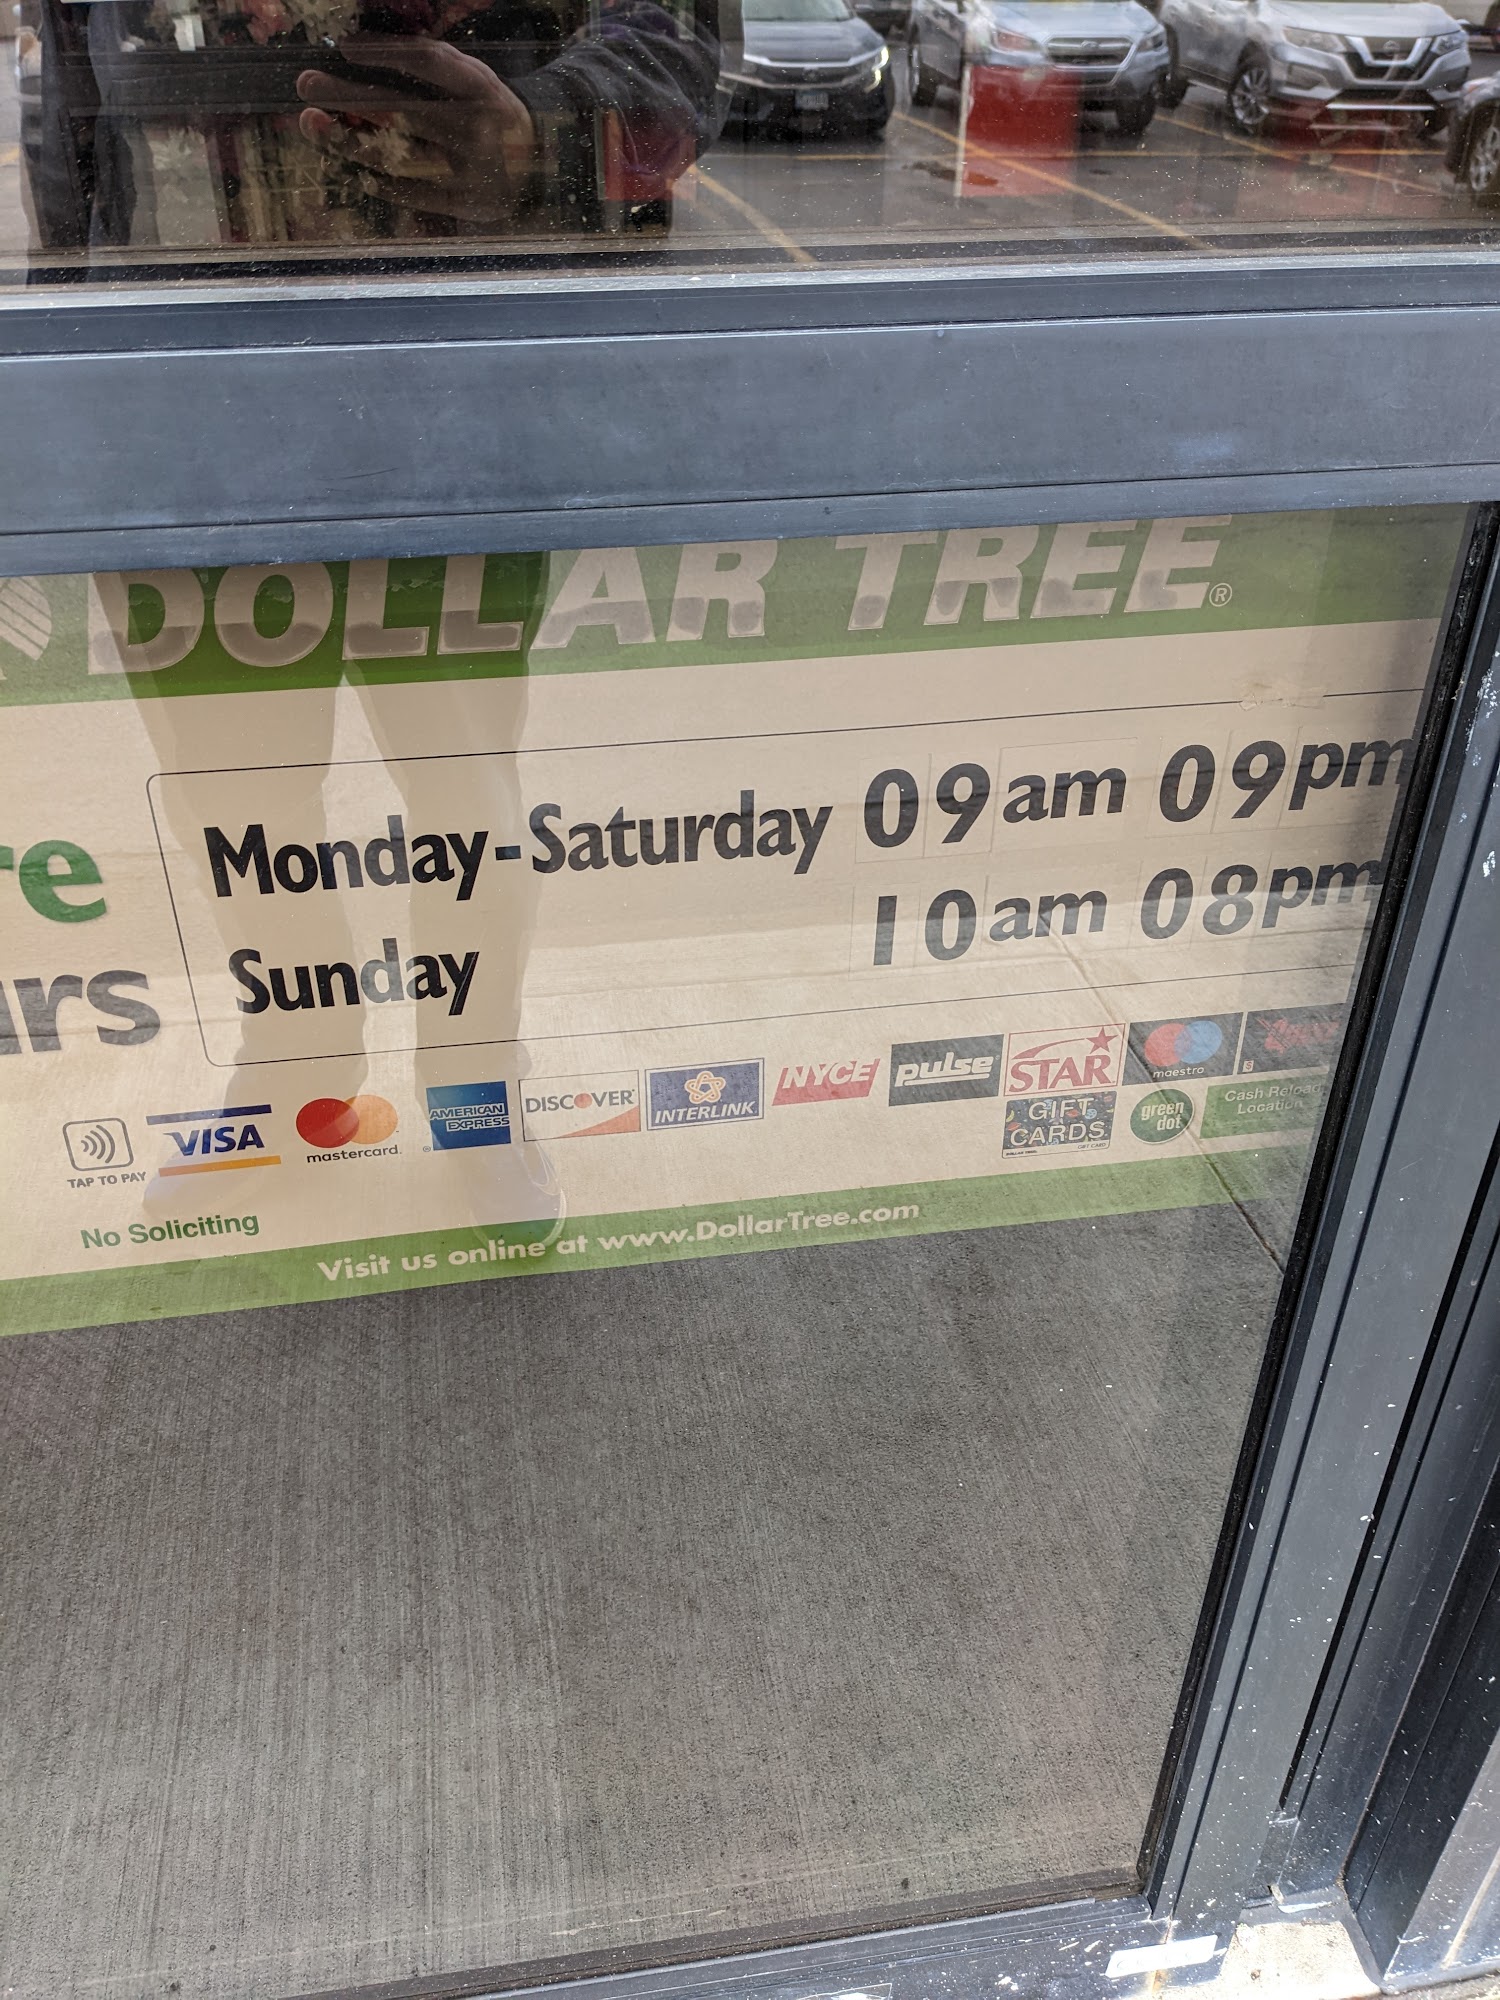 DOLLAR TREE®
re
urs
Monday-Saturday 09am 09pm
Sunday 10am 08pm
TAP TO PAY
VISA
mastercard.
AMERICAN
EXPRESS
DISCOVER
INTERLINK
NYCE
pulse
STAR
maestro
GIFT
CARDS
green
dot
Cash Reload
Location
No Soliciting
Visit us online at www.DollarTree.com